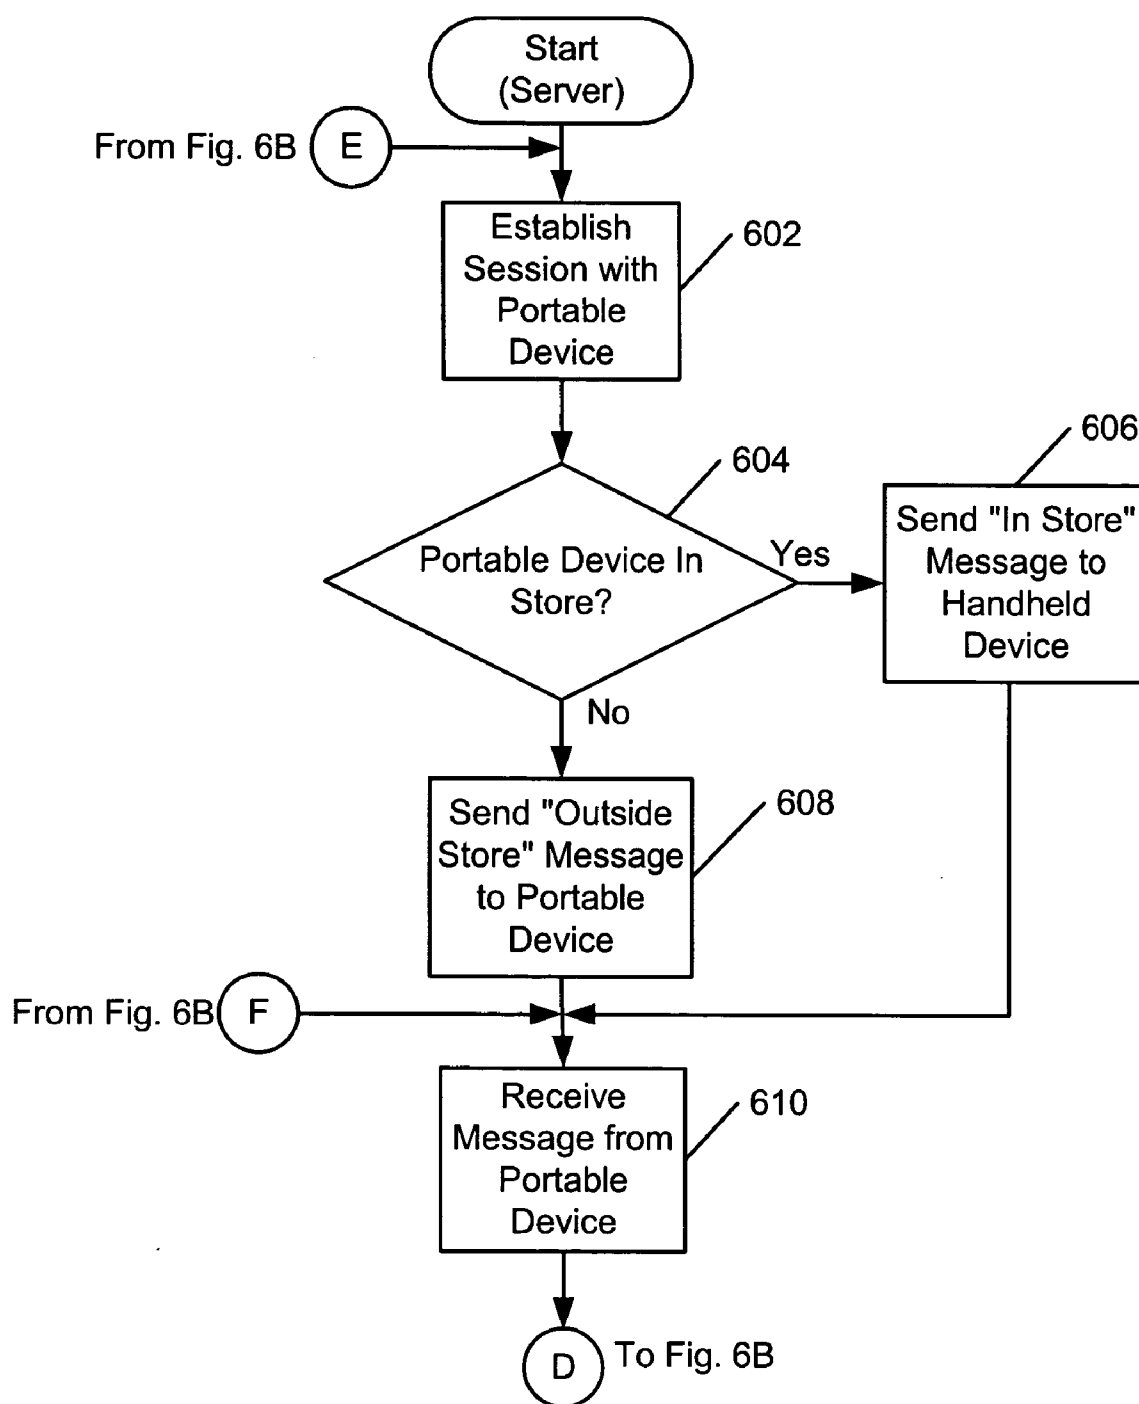 Start
(Server)
From Fig. 6B
E
Establish
Session with
Portable
Device
602
604
Portable Device In
Store?
Yes
606
Send "In Store"
Message to
Handheld
Device
No
Send "Outside
Store" Message
to Portable
Device
608
From Fig. 6B
F
Receive
Message from
Portable
Device
610
D
To Fig. 6B